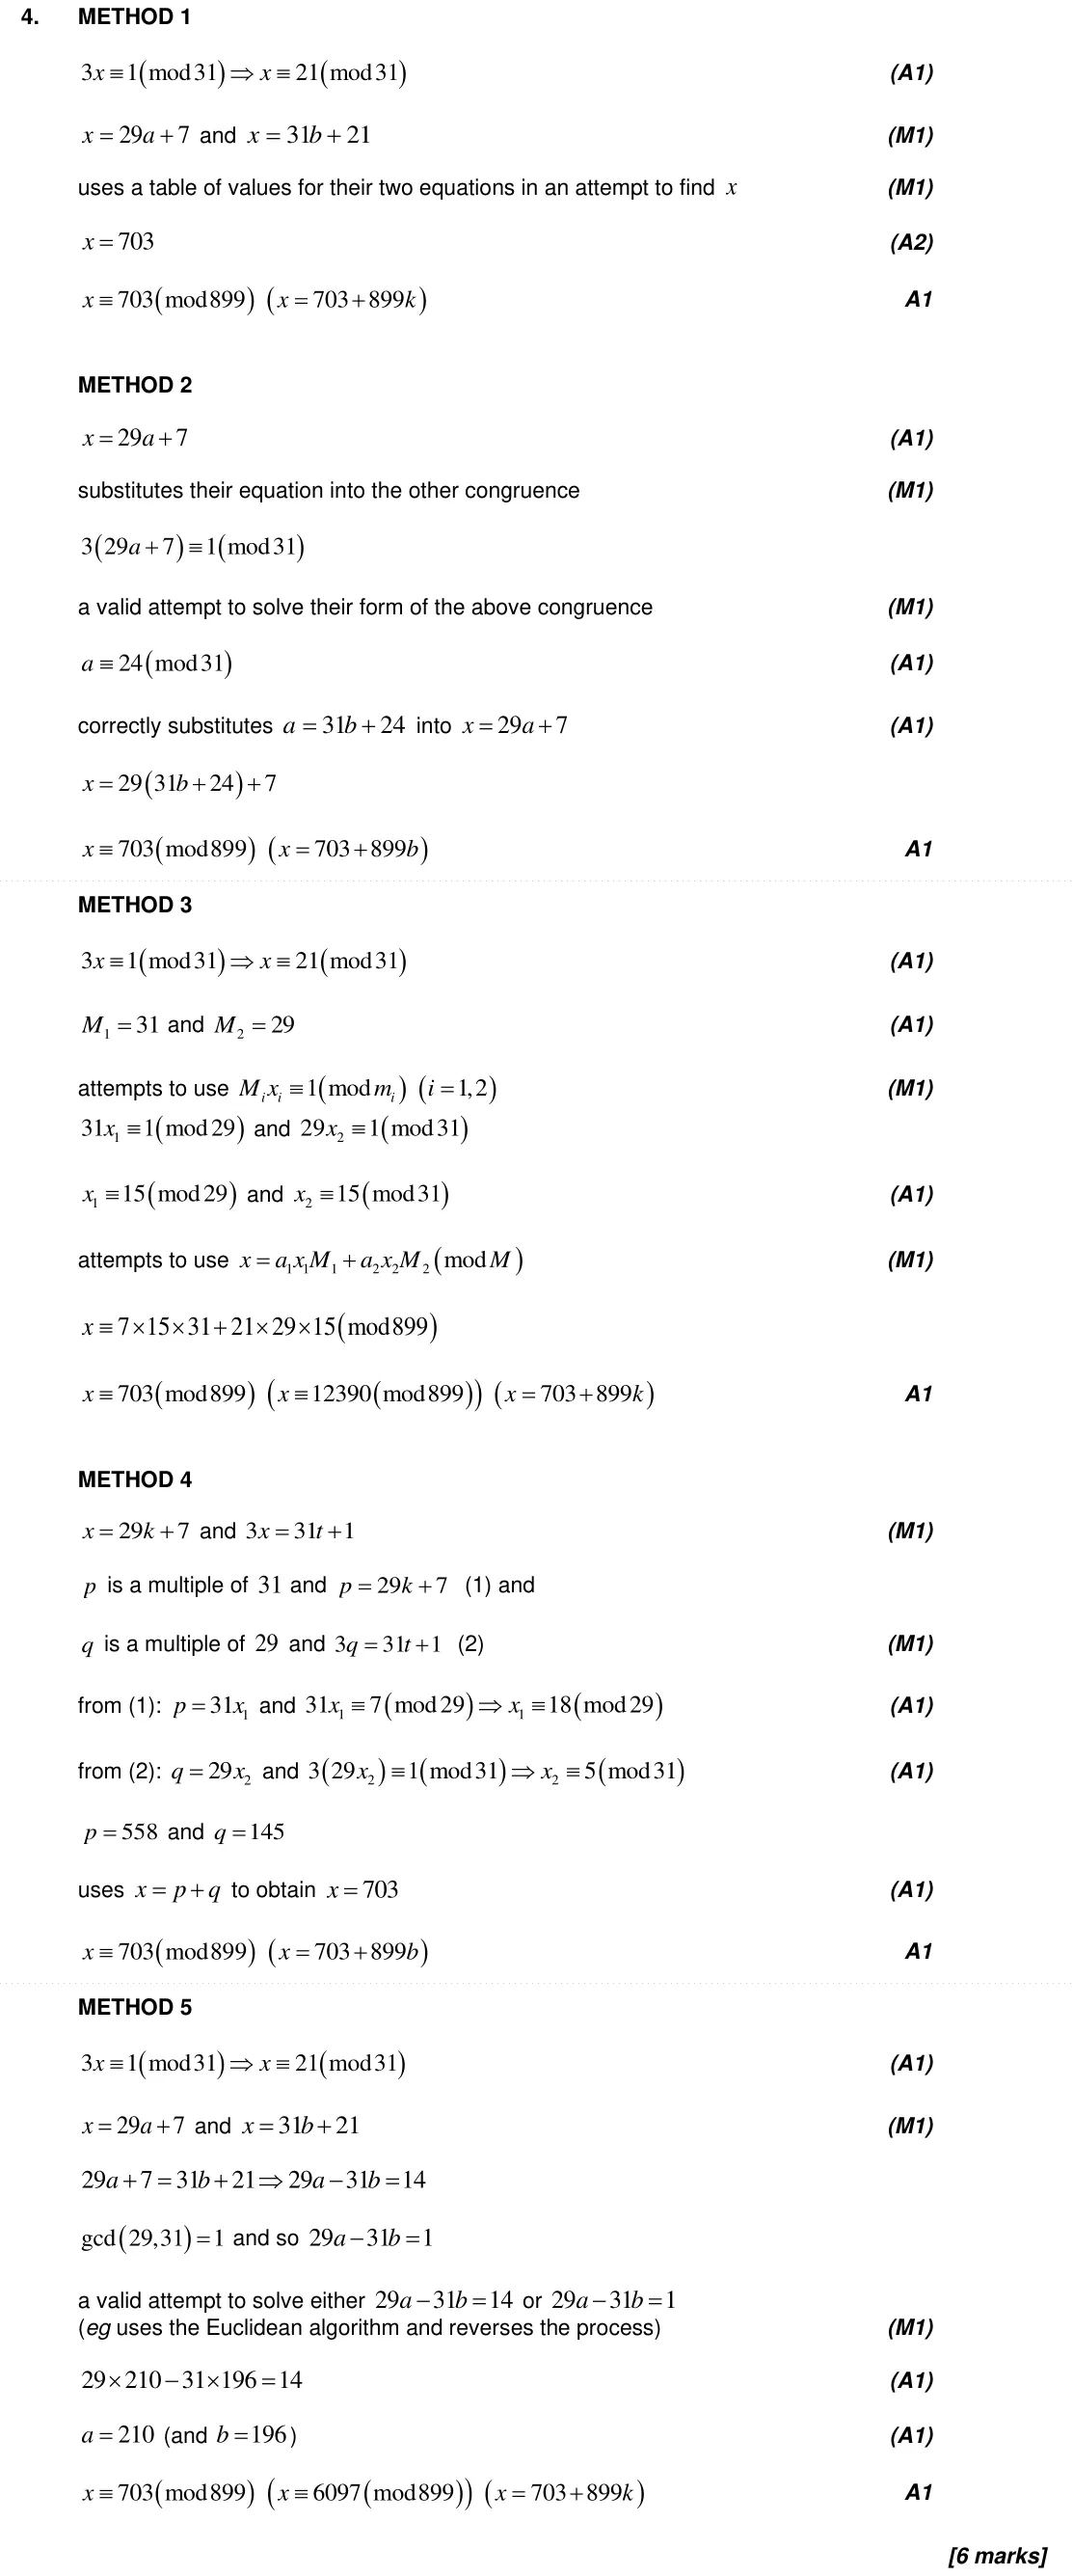 4. METHOD 1
3x ≡ 1(mod 31) ⇒ x ≡ 21(mod 31) (A1)
x = 29a + 7 and x = 31b + 21 (M1)
uses a table of values for their two equations in an attempt to find x (M1)
x = 703 (A2)
x ≡ 703(mod 899) (x = 703 + 899k) A1
METHOD 2
x = 29a + 7 (A1)
substitutes their equation into the other congruence (M1)
3(29a + 7) ≡ 1(mod 31)
a valid attempt to solve their form of the above congruence (M1)
a ≡ 24(mod 31) (A1)
correctly substitutes a = 31b + 24 into x = 29a + 7 (A1)
x = 29(31b + 24) + 7
x ≡ 703(mod 899) (x = 703 + 899b) A1
METHOD 3
3x ≡ 1(mod 31) ⇒ x ≡ 21(mod 31) (A1)
M₁ = 31 and M₂ = 29 (A1)
attempts to use Mᵢxᵢ ≡ 1(mod mᵢ) (i = 1, 2) (M1)
31x₁ ≡ 1(mod 29) and 29x₂ ≡ 1(mod 31)
x₁ ≡ 15(mod 29) and x₂ ≡ 15(mod 31) (A1)
attempts to use x = a₁x₁M₁ + a₂x₂M₂(mod M) (M1)
x ≡ 7×15×31 + 21×29×15(mod 899)
x ≡ 703(mod 899) (x ≡ 12390(mod 899)) (x = 703 + 899k) A1
METHOD 4
x = 29k + 7 and 3x = 31t + 1 (M1)
p is a multiple of 31 and p = 29k + 7 (1) and
q is a multiple of 29 and 3q = 31t + 1 (2) (M1)
from (1): p = 31x₁ and 31x₁ ≡ 7(mod 29) ⇒ x₁ ≡ 18(mod 29) (A1)
from (2): q = 29x₂ and 3(29x₂) ≡ 1(mod 31) ⇒ x₂ ≡ 5(mod 31) (A1)
p = 558 and q = 145
uses x = p + q to obtain x = 703 (A1)
x ≡ 703(mod 899) (x = 703 + 899b) A1
METHOD 5
3x ≡ 1(mod 31) ⇒ x ≡ 21(mod 31) (A1)
x = 29a + 7 and x = 31b + 21 (M1)
29a + 7 = 31b + 21 ⇒ 29a − 31b = 14
gcd(29,31) = 1 and so 29a − 31b = 1
a valid attempt to solve either 29a − 31b = 14 or 29a − 31b = 1
(eg uses the Euclidean algorithm and reverses the process) (M1)
29×210 − 31×196 = 14 (A1)
a = 210 (and b = 196) (A1)
x ≡ 703(mod 899) (x ≡ 6097(mod 899)) (x = 703 + 899k) A1
[6 marks]